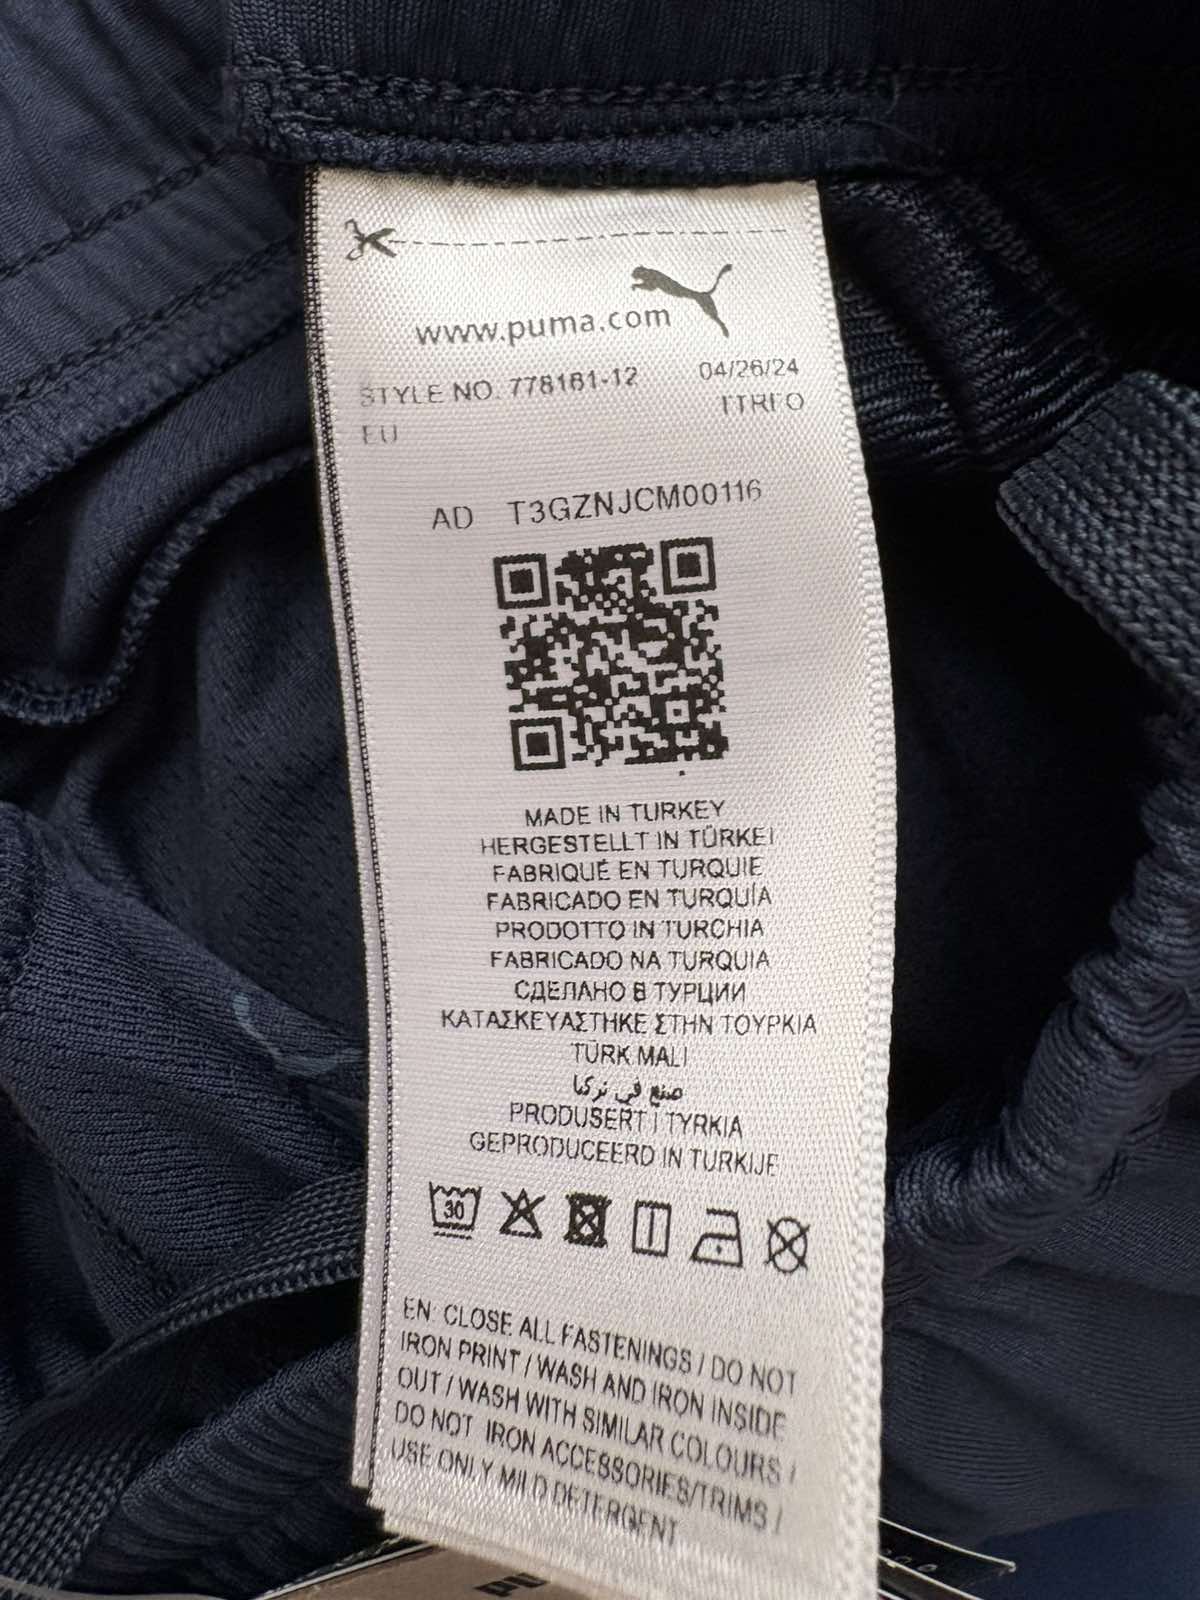 www.puma.com
STYLE NO. 778181-12 04/26/24
EU TTRFO
AD T3GZNJCM00116
MADE IN TURKEY
HERGESTELLT IN TÜRKEI
FABRIQUÉ EN TURQUIE
FABRICADO EN TURQUÍA
PRODOTTO IN TURCHIA
FABRICADO NA TURQUIA
СДЕЛАНО В ТУРЦИИ
ΚΑΤΑΣΚΕΥΑΣΤΗΚΕ ΣΤΗΝ ΤΟΥΡΚΙΑ
TÜRK MALI
صنع في تركيا
PRODUSERT I TYRKIA
GEPRODUCEERD IN TURKIJE
30
EN: CLOSE ALL FASTENINGS / DO NOT
IRON PRINT / WASH AND IRON INSIDE
OUT / WASH WITH SIMILAR COLOURS /
DO NOT IRON ACCESSORIES/TRIMS /
USE ONLY MILD DETERGENT